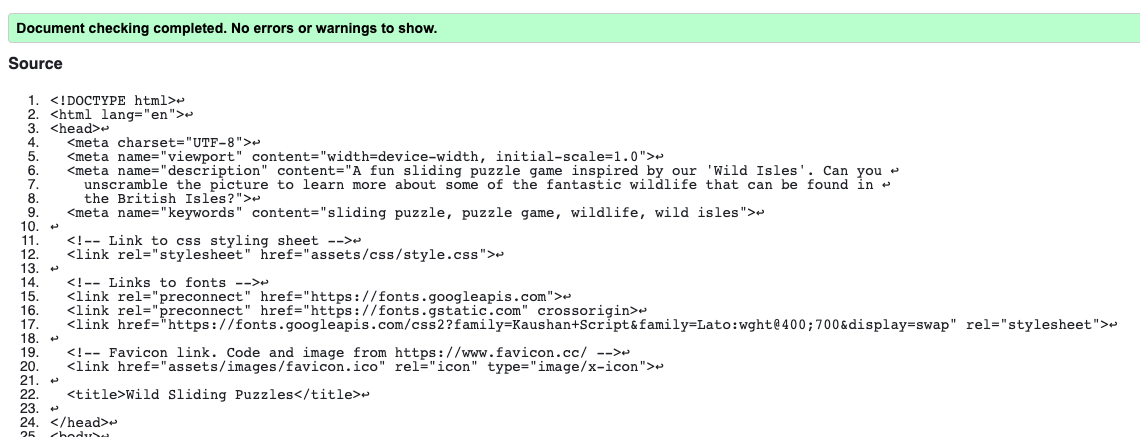 Document checking completed. No errors or warnings to show.
Source
1. <!DOCTYPE html>↩
2. <html lang="en">↩
3. <head>↩
4.   <meta charset="UTF-8">↩
5.   <meta name="viewport" content="width=device-width, initial-scale=1.0">↩
6.   <meta name="description" content="A fun sliding puzzle game inspired by our 'Wild Isles'. Can you ↩
7.     unscramble the picture to learn more about some of the fantastic wildlife that can be found in ↩
8.     the British Isles?">↩
9.   <meta name="keywords" content="sliding puzzle, puzzle game, wildlife, wild isles">↩
10. ↩
11.   <!-- Link to css styling sheet -->↩
12.   <link rel="stylesheet" href="assets/css/style.css">↩
13. ↩
14.   <!-- Links to fonts -->↩
15.   <link rel="preconnect" href="https://fonts.googleapis.com">↩
16.   <link rel="preconnect" href="https://fonts.gstatic.com" crossorigin>↩
17.   <link href="https://fonts.googleapis.com/css2?family=Kaushan+Script&family=Lato:wght@400;700&display=swap" rel="stylesheet">↩
18. ↩
19.   <!-- Favicon link. Code and image from https://www.favicon.cc/ -->↩
20.   <link href="assets/images/favicon.ico" rel="icon" type="image/x-icon">↩
21. ↩
22.   <title>Wild Sliding Puzzles</title>↩
23. ↩
24. </head>↩
25. <body>↩